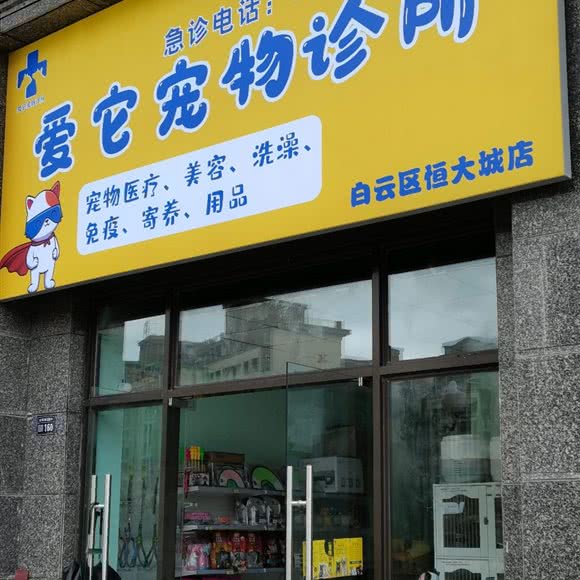 急诊电话：
爱它宠物诊所
宠物医疗、美容、洗澡、
免疫、寄养、用品
白云区恒大城店
160